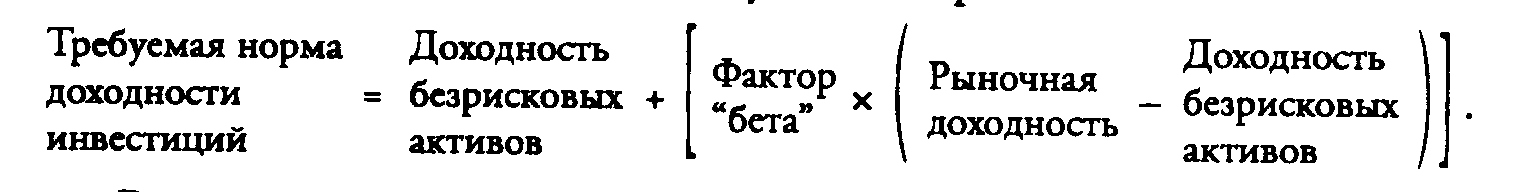 Требуемая норма доходности инвестиций = Доходность безрисковых активов + [ Фактор “бета” × ( Рыночная доходность − Доходность безрисковых активов ) ] .